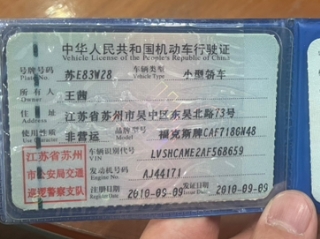 中华人民共和国机动车行驶证
Vehicle License of the People's Republic of China
号牌号码 苏E83W28 车辆类型 小型轿车
Plate No. Vehicle Type
所有人 王茜
Owner
住址 江苏省苏州市吴中区东吴北路73号
Address
使用性质 非营运 品牌型号 福克斯牌CAF7180M48
Use Character Model
江苏省苏州
市公安局交通
巡逻警察支队
车辆识别代号 LVSHCAME2AF568659
VIN
发动机号码 AJ44171
Engine No.
注册日期 2010-09-09 发证日期 2010-09-09
Register Date Issue Date